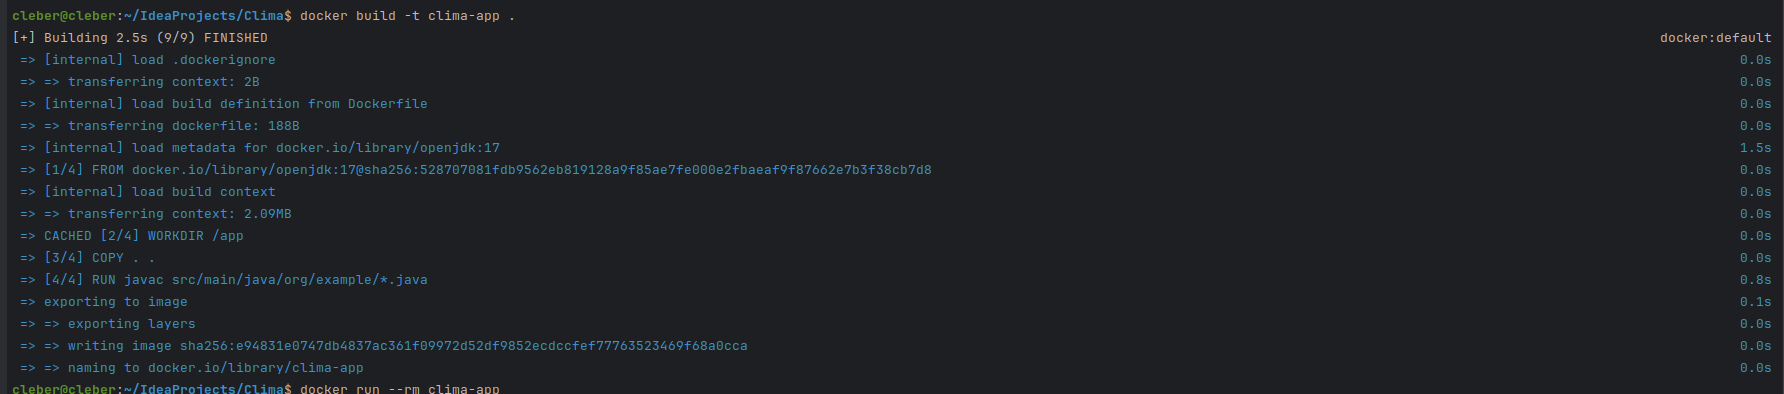 cleber@cleber:~/IdeaProjects/Clima$ docker build -t clima-app .
[+] Building 2.5s (9/9) FINISHED docker:default
=> [internal] load .dockerignore 0.0s
=> => transferring context: 2B 0.0s
=> [internal] load build definition from Dockerfile 0.0s
=> => transferring dockerfile: 188B 0.0s
=> [internal] load metadata for docker.io/library/openjdk:17 1.5s
=> [1/4] FROM docker.io/library/openjdk:17@sha256:528707081fdb9562eb819128a9f85ae7fe000e2fbaeaf9f87662e7b3f38cb7d8 0.0s
=> [internal] load build context 0.0s
=> => transferring context: 2.09MB 0.0s
=> CACHED [2/4] WORKDIR /app 0.0s
=> [3/4] COPY . . 0.0s
=> [4/4] RUN javac src/main/java/org/example/*.java 0.8s
=> exporting to image 0.1s
=> => exporting layers 0.0s
=> => writing image sha256:e94831e0747db4837ac361f09972d52df9852ecdccfef77763523469f68a0cca 0.0s
=> => naming to docker.io/library/clima-app 0.0s
cleber@cleber:~/IdeaProjects/Clima$ docker run --rm clima-app